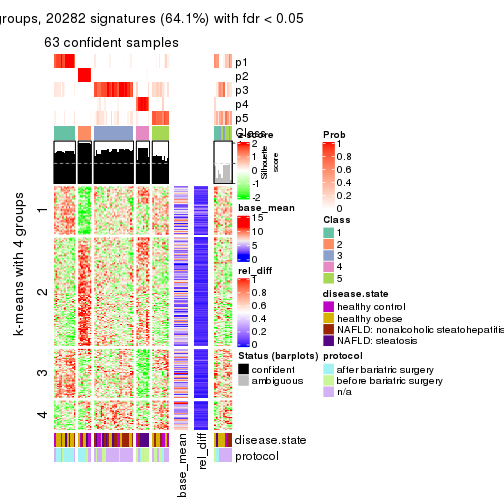 groups, 20282 signatures (64.1%) with fdr < 0.05
63 confident samples
p1
p2
p3
p4
p5
Class
Silhouette
score
k-means with 4 groups
1
2
3
4
base_mean
rel_diff
disease.state
protocol
z-score
2
1
0
-1
-2
base_mean
15
10
5
0
rel_diff
1
0.8
0.6
0.4
0.2
0
Status (barplots)
confident
ambiguous
Prob
1
0.8
0.6
0.4
0.2
0
Class
1
2
3
4
5
disease.state
healthy control
healthy obese
NAFLD: nonalcoholic steatohepatitis
NAFLD: steatosis
protocol
after bariatric surgery
before bariatric surgery
n/a